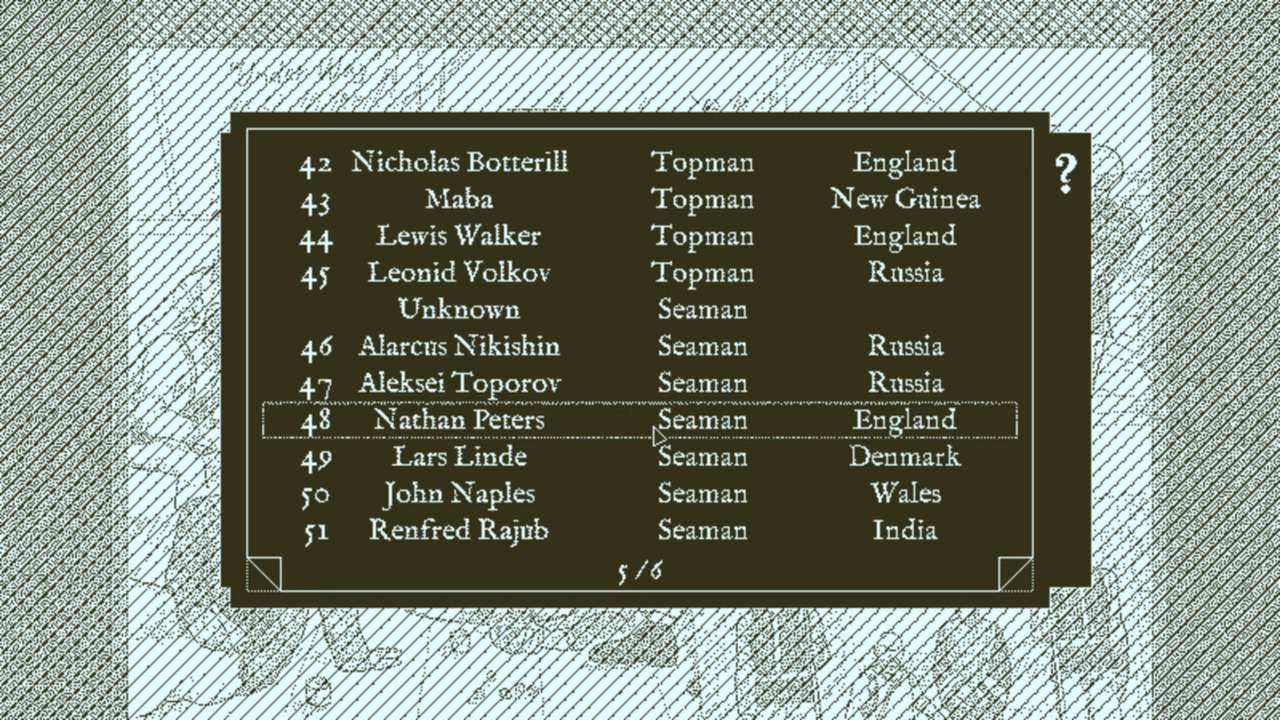 42 Nicholas Botterill Topman England
43 Maba Topman New Guinea
44 Lewis Walker Topman England
45 Leonid Volkov Topman Russia
Unknown Seaman
46 Alarcus Nikishin Seaman Russia
47 Aleksei Toporov Seaman Russia
48 Nathan Peters Seaman England
49 Lars Linde Seaman Denmark
50 John Naples Seaman Wales
51 Renfred Rajub Seaman India
5/6
?